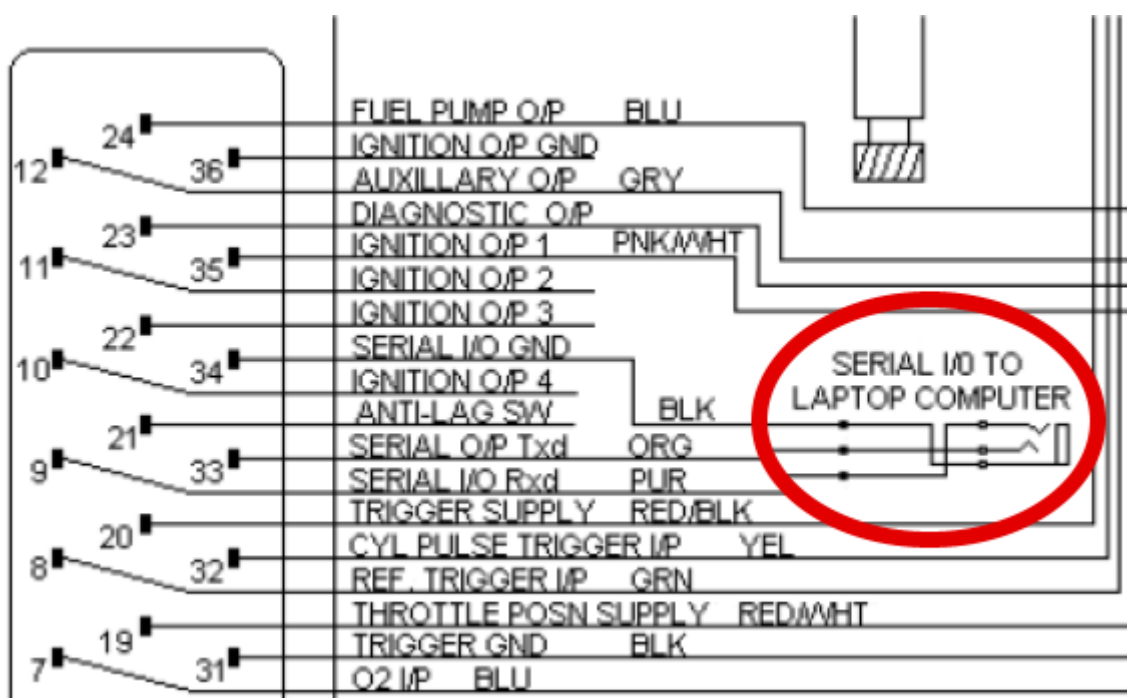 24
FUEL PUMP O/P BLU
36
IGNITION O/P GND
12
AUXILLARY O/P GRY
23
DIAGNOSTIC O/P
35
IGNITION O/P 1 PNK/WHT
11
IGNITION O/P 2
22
IGNITION O/P 3
34
SERIAL I/O GND
10
IGNITION O/P 4
21
ANTI-LAG SW BLK
33
SERIAL O/P Txd ORG
9
SERIAL I/O Rxd PUR
20
TRIGGER SUPPLY RED/BLK
32
CYL PULSE TRIGGER I/P YEL
8
REF. TRIGGER I/P GRN
19
THROTTLE POSN SUPPLY RED/WHT
31
TRIGGER GND BLK
7
O2 I/P BLU
SERIAL I/0 TO
LAPTOP COMPUTER